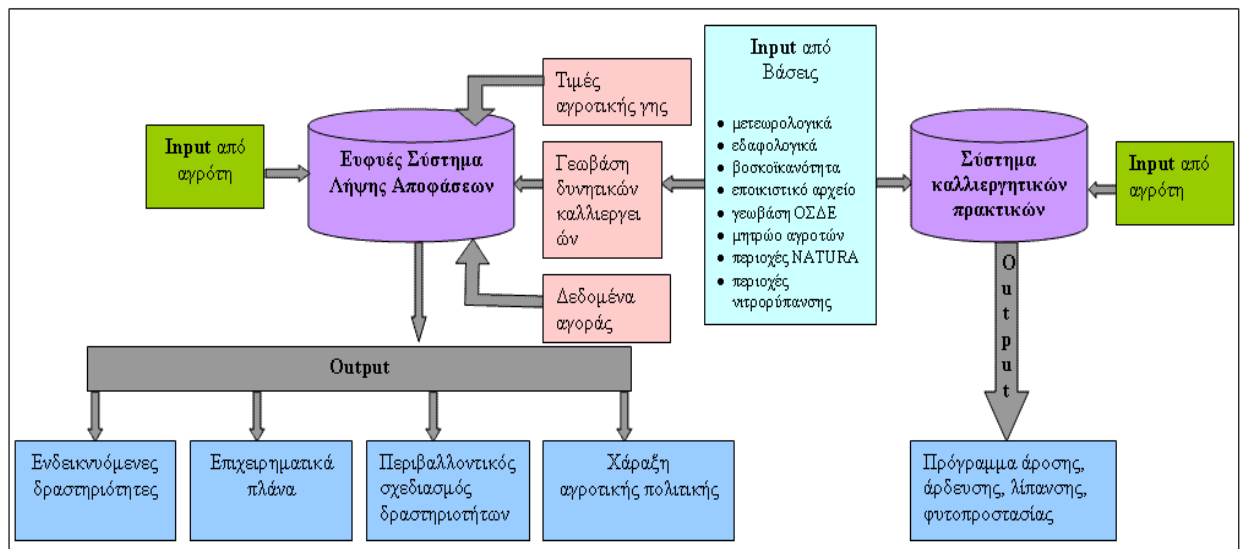 Τιμές
αγροτικής γης
Input από
Βάσεις
• μετεωρολογικά
• εδαφολογικά
• βοσκοϊκανότητα
• εποικιστικό αρχείο
• γεωβάση ΟΣΔΕ
• μητρώο αγροτών
• περιοχές NATURA
• περιοχές
νιτρορύπανσης
Input από
αγρότη
Ευφυές Σύστημα
Λήψης Αποφάσεων
Γεωβάση
δυνητικών
καλλιεργει
ών
Σύστημα
καλλιεργητικών
πρακτικών
Input από
αγρότη
Δεδομένα
αγοράς
Output
Output
Ενδεικνυόμενες
δραστηριότητες
Επιχειρηματικά
πλάνα
Περιβαλλοντικός
σχεδιασμός
δραστηριοτήτων
Χάραξη
αγροτικής πολιτικής
Πρόγραμμα άροσης,
άρδευσης, λίπανσης,
φυτοπροστασίας